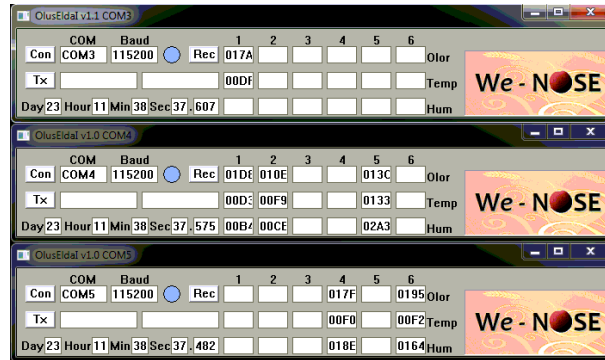 OlusEldaI v1.1 COM3
COM Baud 1 2 3 4 5 6
Con COM3 115200 Rec 017A Olor
Tx 00DF Temp
Day 23 Hour 11 Min 38 Sec 37 . 607 Hum
We - NOSE
OlusEldaI v1.0 COM4
COM Baud 1 2 3 4 5 6
Con COM4 115200 Rec 01D8 010E 013C Olor
Tx 00D3 00F9 0133 Temp
Day 23 Hour 11 Min 38 Sec 37 . 575 00B4 00CE 02A3 Hum
We - NOSE
OlusEldaI v1.0 COM5
COM Baud 1 2 3 4 5 6
Con COM5 115200 Rec 017F 0195 Olor
Tx 00F0 00F2 Temp
Day 23 Hour 11 Min 38 Sec 37 . 482 018E 0164 Hum
We - NOSE